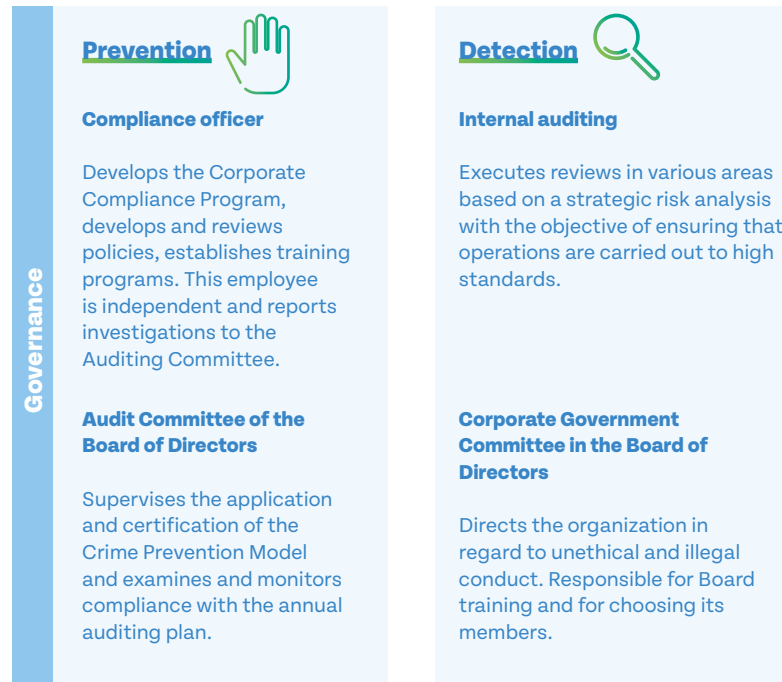 Governance
Prevention
Compliance officer
Develops the Corporate
Compliance Program,
develops and reviews
policies, establishes training
programs. This employee
is independent and reports
investigations to the
Auditing Committee.
Audit Committee of the
Board of Directors
Supervises the application
and certification of the
Crime Prevention Model
and examines and monitors
compliance with the annual
auditing plan.
Detection
Internal auditing
Executes reviews in various areas
based on a strategic risk analysis
with the objective of ensuring that
operations are carried out to high
standards.
Corporate Government
Committee in the Board of
Directors
Directs the organization in
regard to unethical and illegal
conduct. Responsible for Board
training and for choosing its
members.